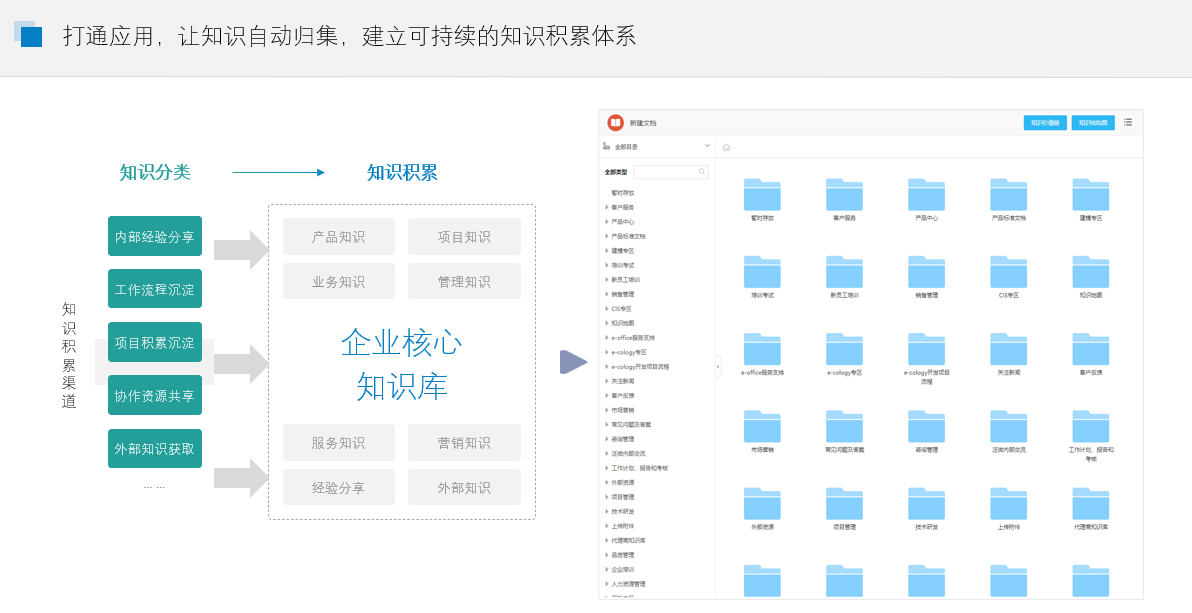 打通应用，让知识自动归集，建立可持续的知识积累体系
知识分类
知识积累
知识积累渠道
内部经验分享
工作流程沉淀
项目积累沉淀
协作资源共享
外部知识获取
... ...
产品知识
项目知识
业务知识
管理知识
企业核心
知识库
服务知识
营销知识
经验分享
外部知识
新建文档
知识价值榜
知识结构图
全部目录
全部类型
暂时存放
客户服务
产品中心
产品标准文档
建模专区
培训考试
新员工培训
销售管理
CIS专区
知识地图
e-office服务支持
e-cology专区
e-cology开发项目流程
关注新闻
客户反馈
市场营销
常见问题及答案
咨询管理
泛微内部交流
工作计划、报告和考核
外部资源
项目管理
技术研发
上传附件
代理商知识库
品质管理
企业培训
人力资源管理
暂时存放
客户服务
产品中心
产品标准文档
建模专区
培训考试
新员工培训
销售管理
CIS专区
知识地图
e-office服务支持
e-cology专区
e-cology开发项目
流程
关注新闻
客户反馈
市场营销
常见问题及答案
咨询管理
泛微内部交流
工作计划、报告和
考核
外部资源
项目管理
技术研发
上传附件
代理商知识库